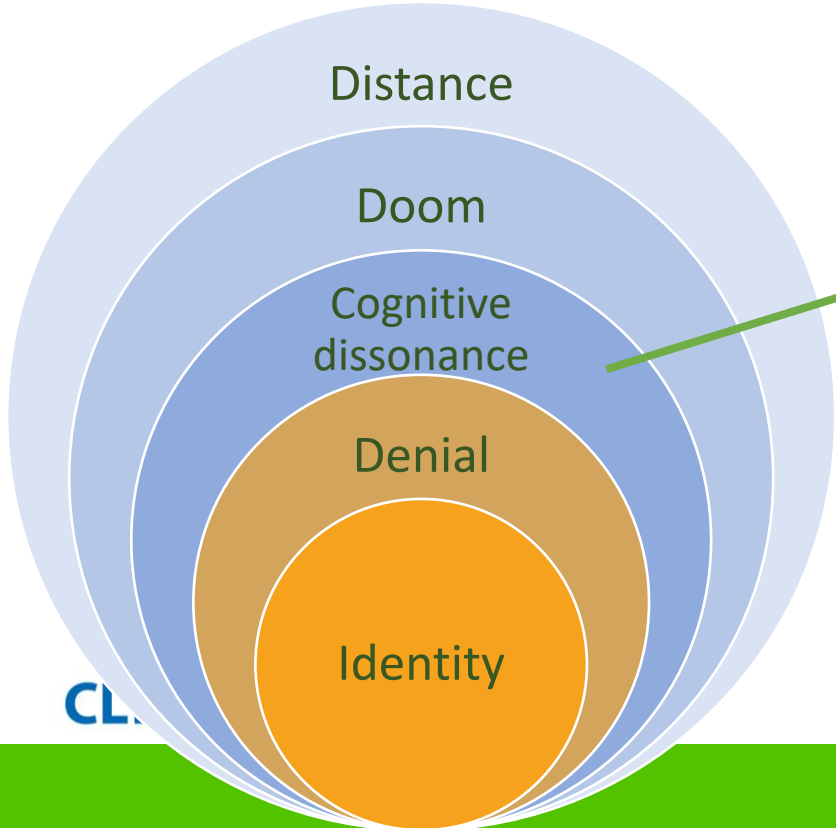 Distance
Doom
Cognitive
dissonance
Denial
Identity